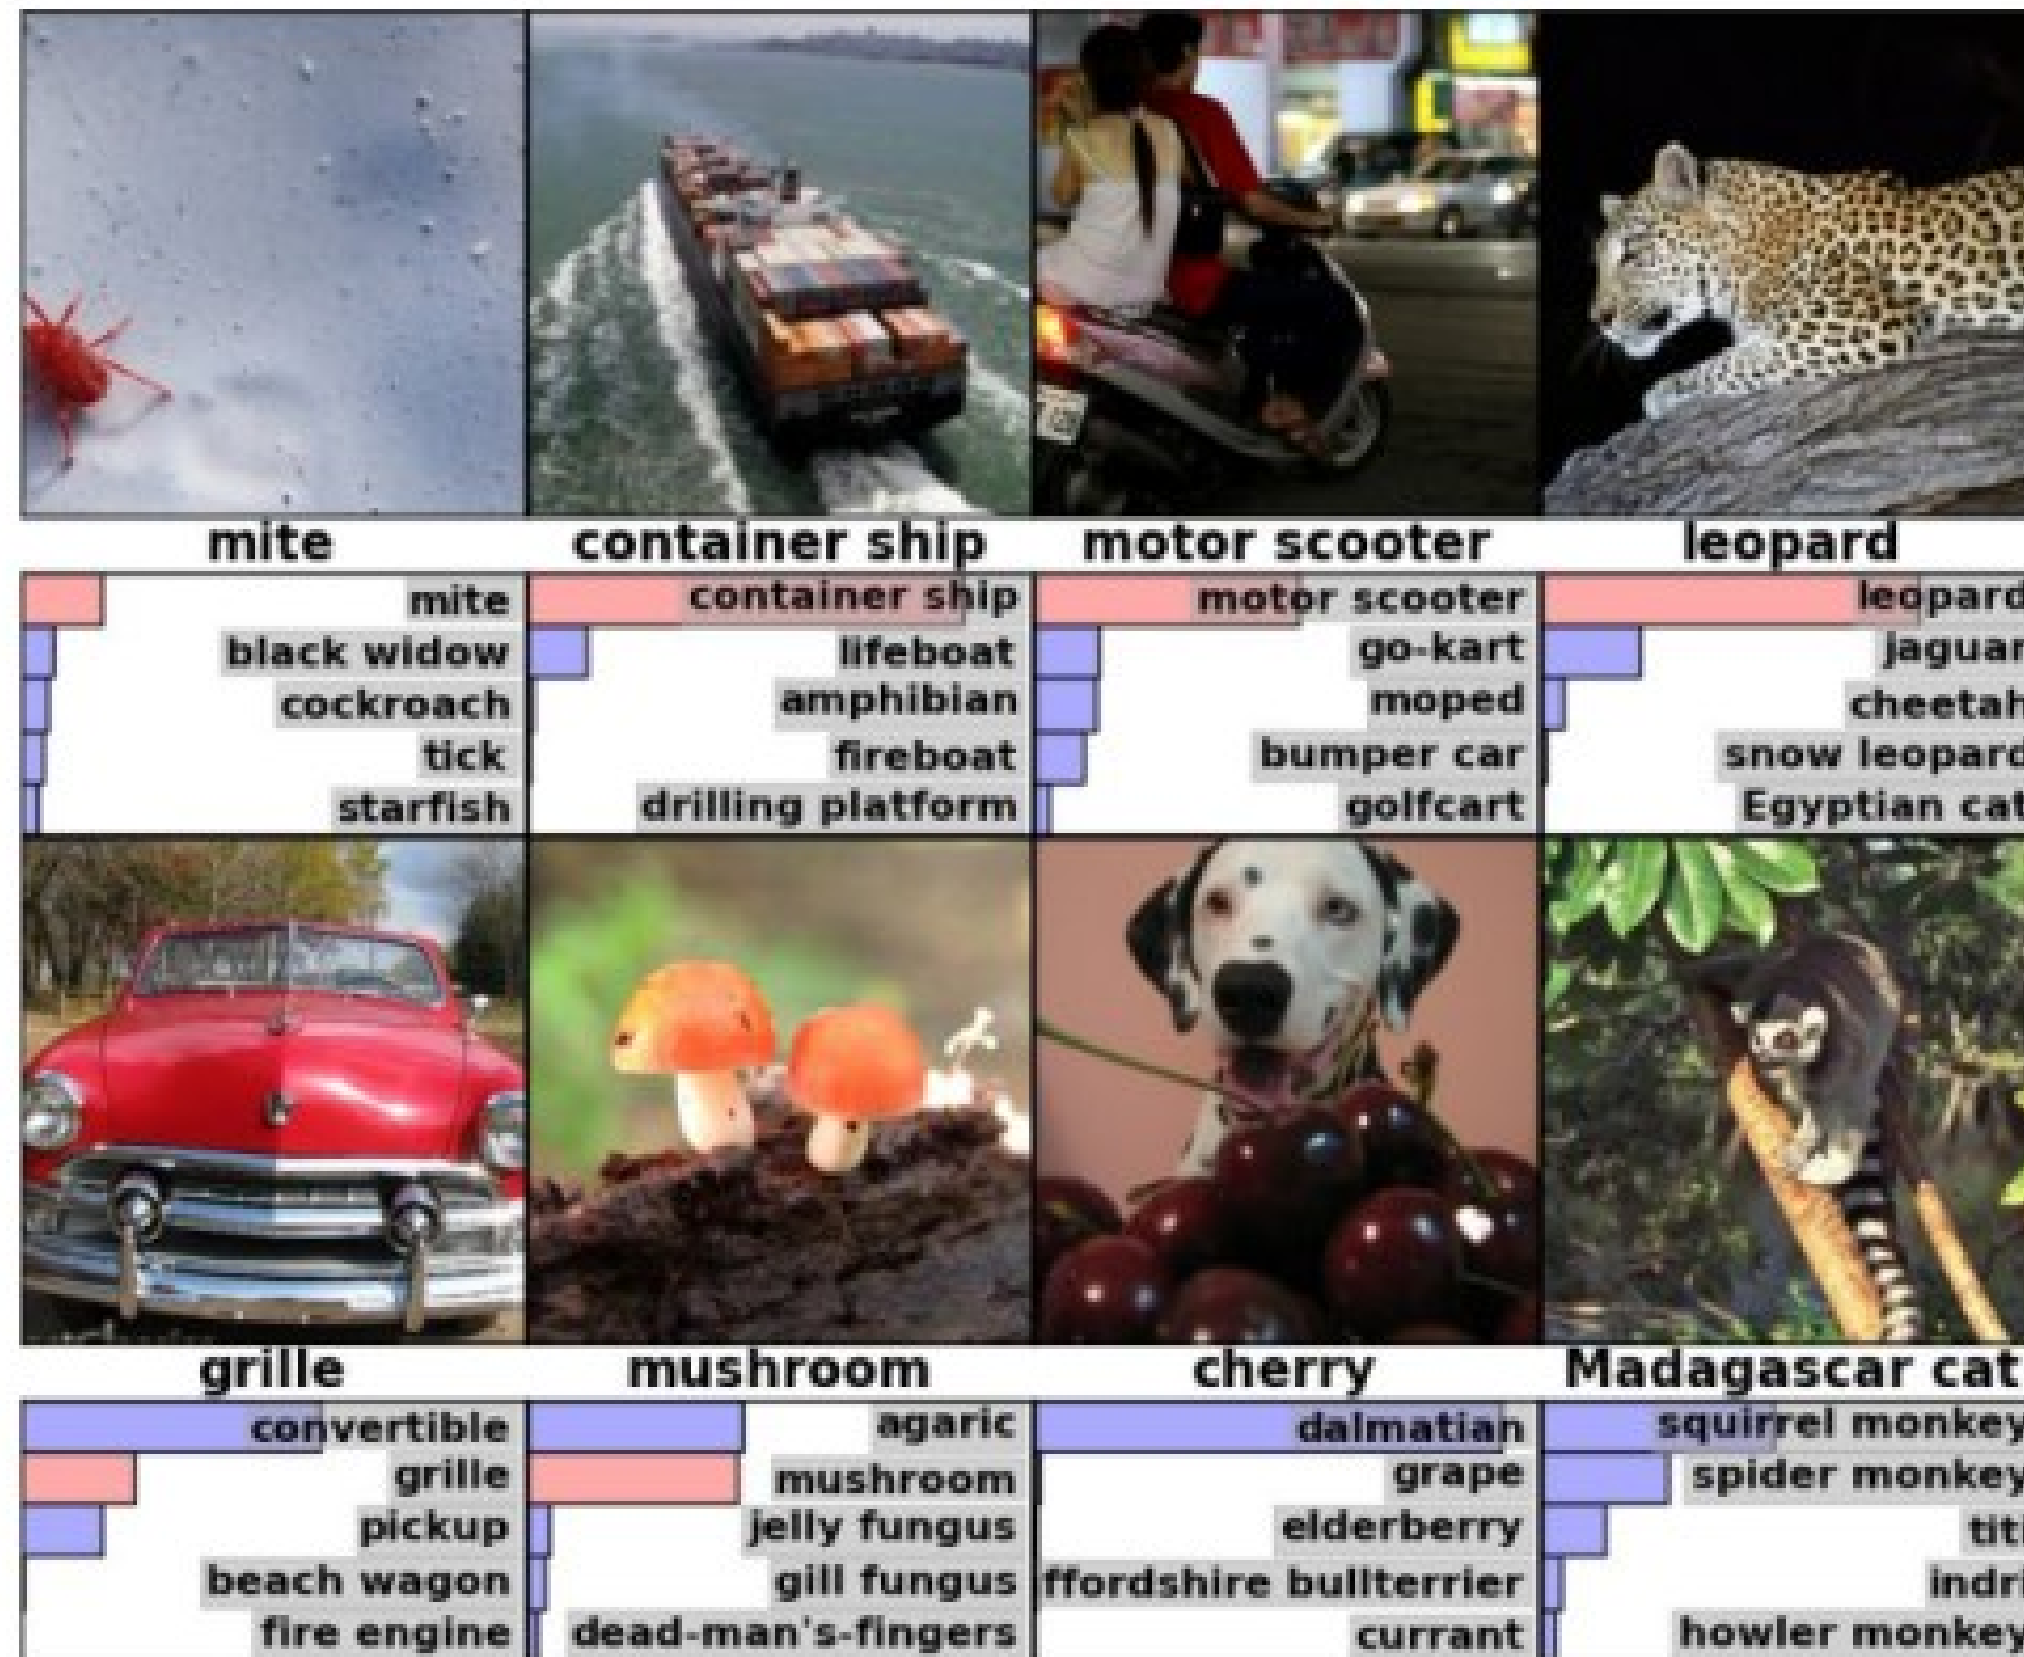 mite
container ship
motor scooter
leopard
mite
black widow
cockroach
tick
starfish
container ship
lifeboat
amphibian
fireboat
drilling platform
motor scooter
go-kart
moped
bumper car
golfcart
leopard
jaguar
cheetah
snow leopard
Egyptian cat
grille
mushroom
cherry
Madagascar cat
convertible
grille
pickup
beach wagon
fire engine
agaric
mushroom
jelly fungus
gill fungus
dead-man's-fingers
dalmatian
grape
elderberry
ffordshire bullterrier
currant
squirrel monkey
spider monkey
titi
indri
howler monkey